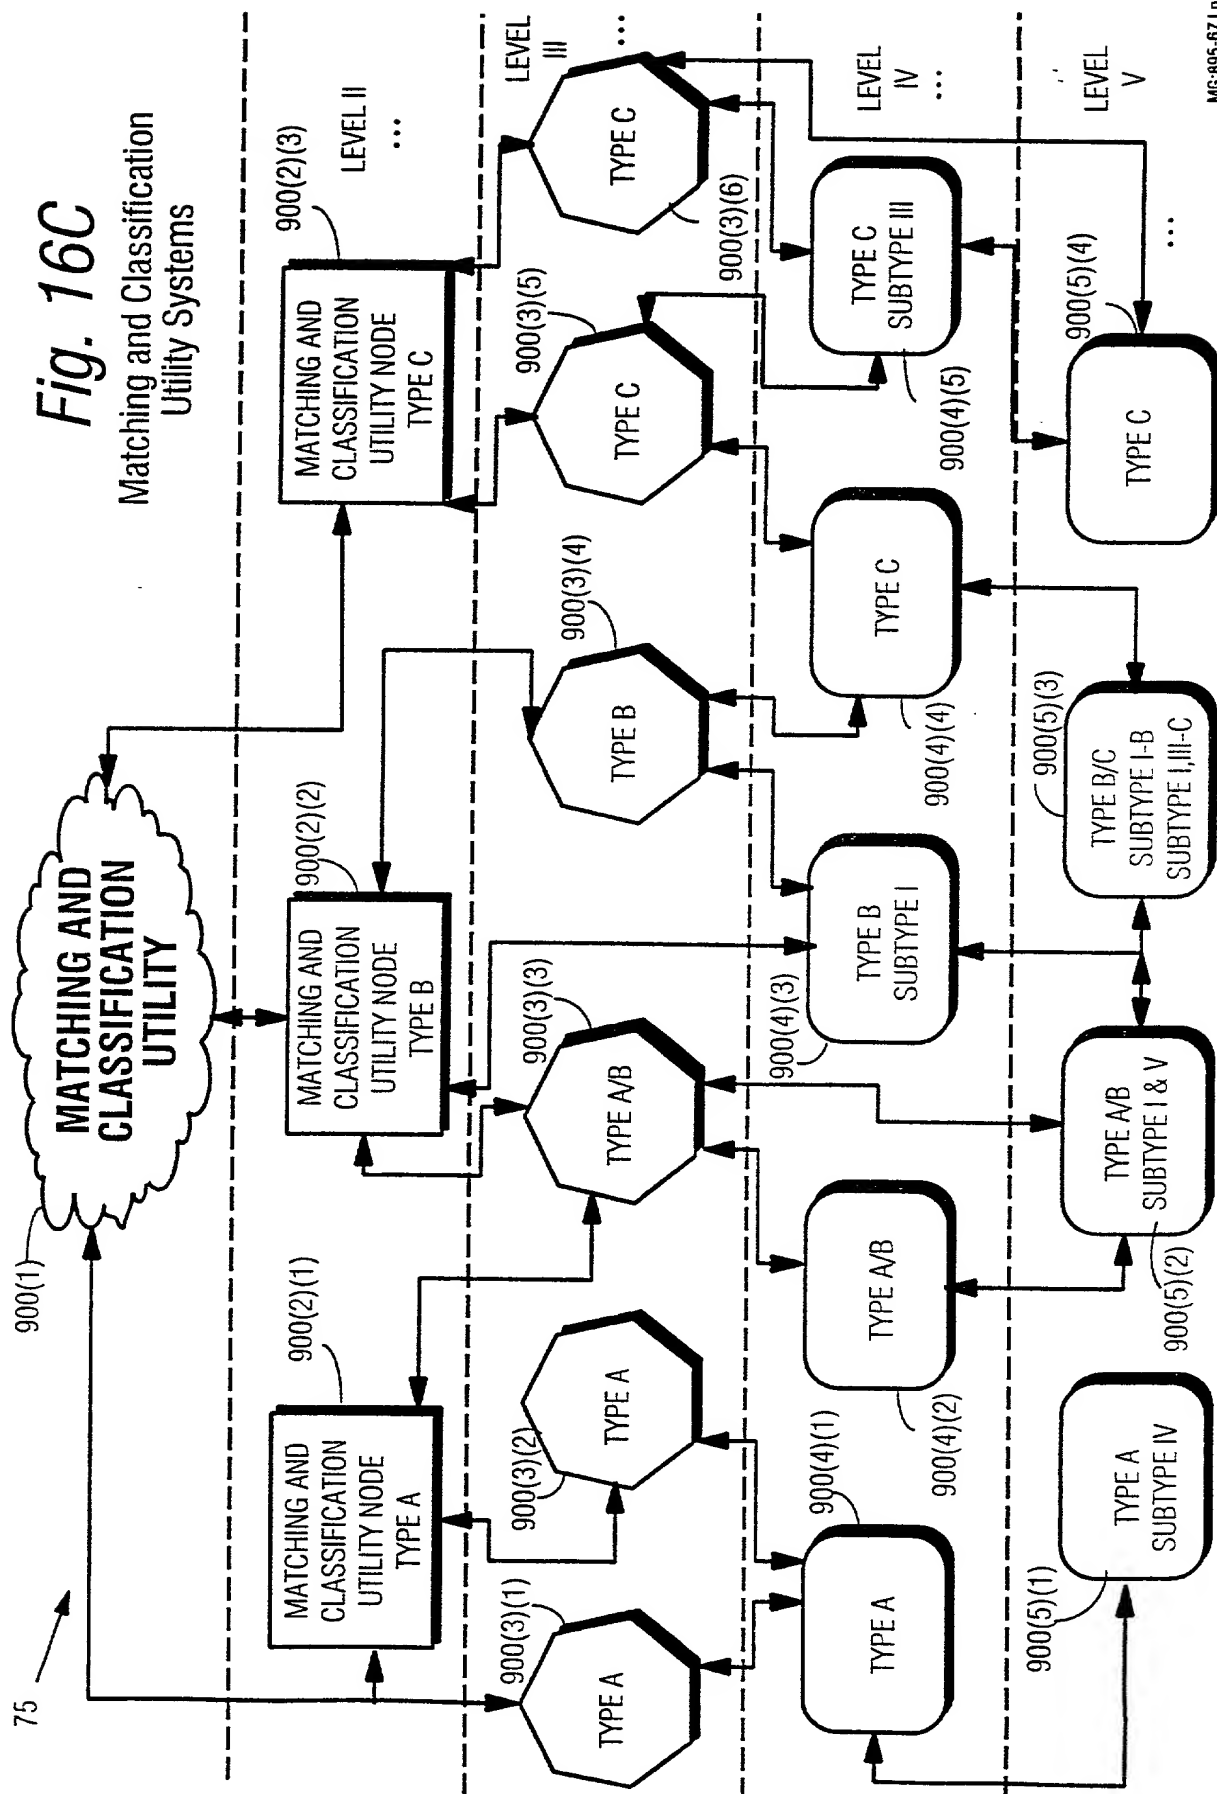 Fig. 16C
Matching and Classification
Utility Systems
75
900(1)
MATCHING AND
CLASSIFICATION
UTILITY
LEVEL II
...
900(2)(1)
MATCHING AND
CLASSIFICATION
UTILITY NODE
TYPE A
900(2)(2)
MATCHING AND
CLASSIFICATION
UTILITY NODE
TYPE B
900(2)(3)
MATCHING AND
CLASSIFICATION
UTILITY NODE
TYPE C
LEVEL
III
...
900(3)(1)
TYPE A
900(3)(2)
TYPE A
900(3)(3)
TYPE A/B
900(3)(4)
TYPE B
900(3)(5)
TYPE C
900(3)(6)
TYPE C
LEVEL
IV
...
900(4)(1)
TYPE A
900(4)(2)
TYPE A/B
900(4)(3)
TYPE B
SUBTYPE I
900(4)(4)
TYPE C
900(4)(5)
TYPE C
SUBTYPE III
LEVEL
V
...
900(5)(1)
TYPE A
SUBTYPE IV
900(5)(2)
TYPE A/B
SUBTYPE I & V
900(5)(3)
TYPE B/C
SUBTYPE I-B
SUBTYPE I,III-C
900(5)(4)
TYPE C